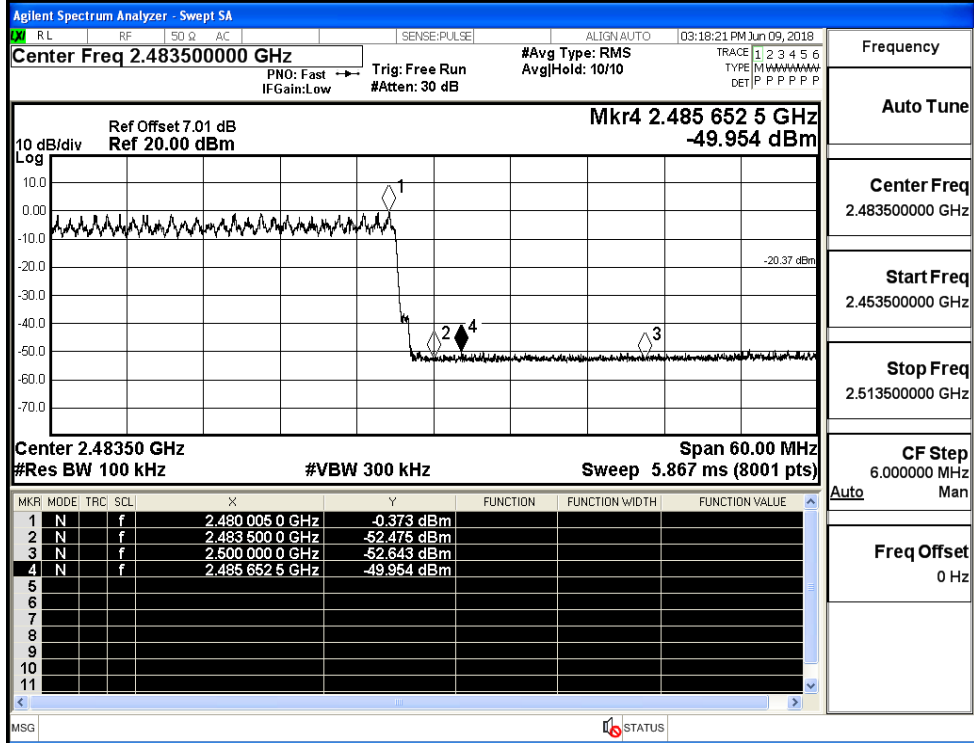 Agilent Spectrum Analyzer - Swept SA
LXI RL RF 50 Ω AC SENSE:PULSE ALIGN AUTO 03:18:21 PM Jun 09, 2018
Center Freq 2.483500000 GHz
PNO: Fast
IFGain:Low
Trig: Free Run
#Atten: 30 dB
#Avg Type: RMS
Avg|Hold: 10/10
TRACE 1 2 3 4 5 6
TYPE M WWWWW
DET P P P P P P
Ref Offset 7.01 dB
10 dB/div Ref 20.00 dBm
Log
Mkr4 2.485 652 5 GHz
-49.954 dBm
10.0
0.00
-10.0
-20.0
-30.0
-40.0
-50.0
-60.0
-70.0
1
2
4
3
-20.37 dBm
Center 2.48350 GHz Span 60.00 MHz
#Res BW 100 kHz #VBW 300 kHz Sweep 5.867 ms (8001 pts)
MKR MODE TRC SCL X Y FUNCTION FUNCTION WIDTH FUNCTION VALUE
1 N f 2.480 005 0 GHz -0.373 dBm
2 N f 2.483 500 0 GHz -52.475 dBm
3 N f 2.500 000 0 GHz -52.643 dBm
4 N f 2.485 652 5 GHz -49.954 dBm
5
6
7
8
9
10
11
MSG STATUS
Frequency
Auto Tune
Center Freq
2.483500000 GHz
Start Freq
2.453500000 GHz
Stop Freq
2.513500000 GHz
CF Step
6.000000 MHz
Auto Man
Freq Offset
0 Hz